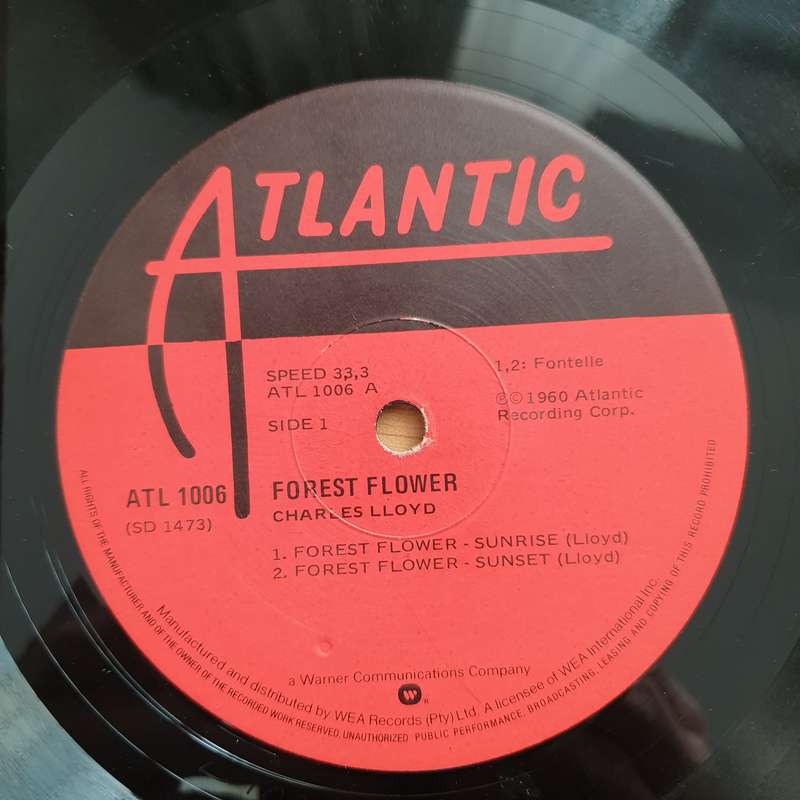 ATLANTIC
SPEED 33,3
ATL 1006 A
SIDE 1
1,2: Fontelle
℗©1960 Atlantic
Recording Corp.
ATL 1006
(SD 1473)
FOREST FLOWER
CHARLES LLOYD
1. FOREST FLOWER - SUNRISE (Lloyd)
2. FOREST FLOWER - SUNSET (Lloyd)
a Warner Communications Company
W R
Manufactured and distributed by WEA Records (Pty) Ltd. A licensee of WEA International Inc.
ALL RIGHTS OF THE MANUFACTURER AND OF THE OWNER OF THE RECORDED WORK RESERVED. UNAUTHORIZED PUBLIC PERFORMANCE, BROADCASTING, LEASING AND COPYING OF THIS RECORD PROHIBITED